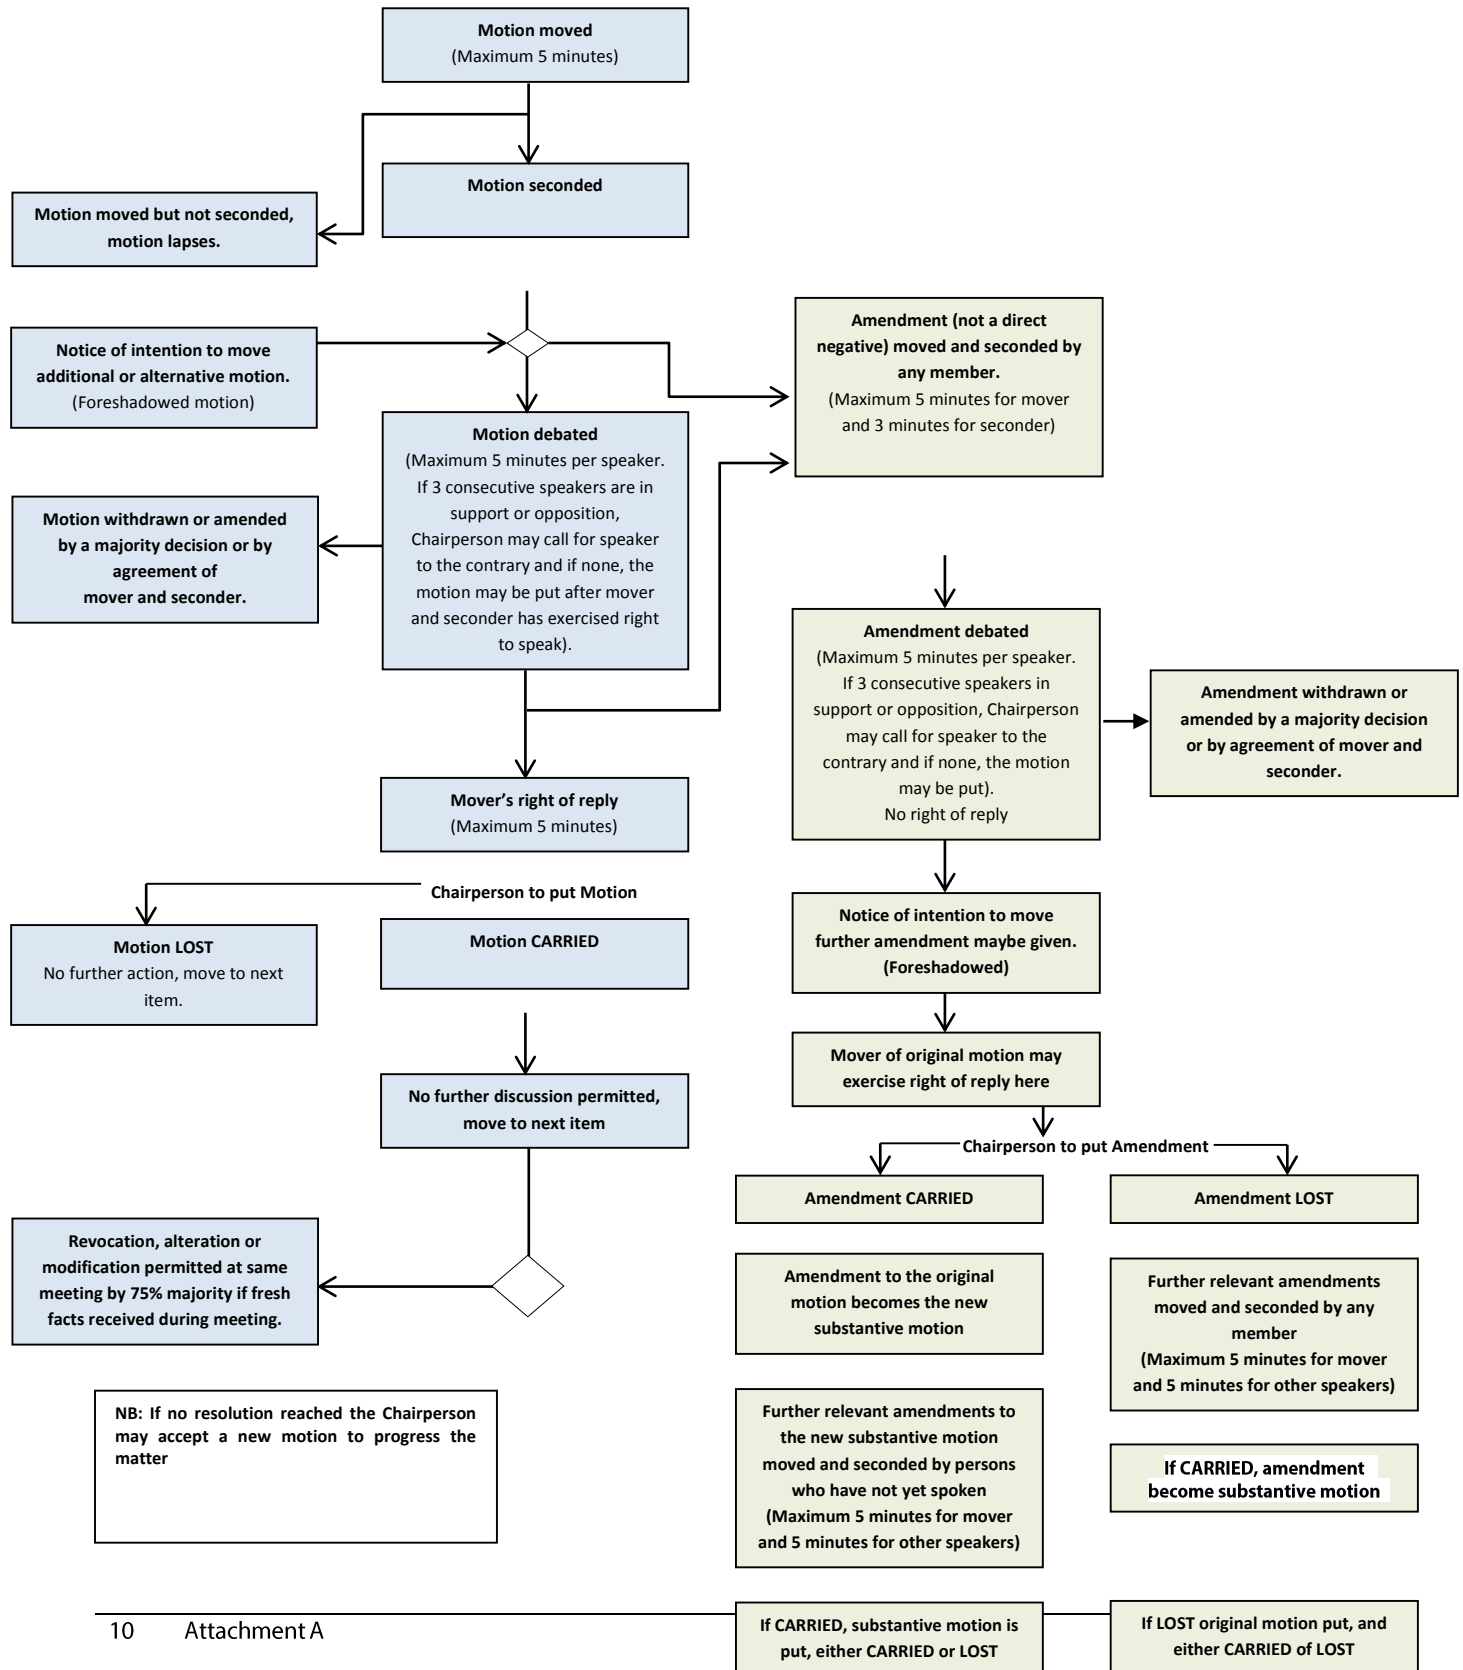 Motion moved
(Maximum 5 minutes)
Motion seconded
Motion moved but not seconded,
motion lapses.
Notice of intention to move
additional or alternative motion.
(Foreshadowed motion)
Amendment (not a direct
negative) moved and seconded by
any member.
(Maximum 5 minutes for mover
and 3 minutes for seconder)
Motion debated
(Maximum 5 minutes per speaker.
If 3 consecutive speakers are in
support or opposition,
Chairperson may call for speaker
to the contrary and if none, the
motion may be put after mover
and seconder has exercised right
to speak).
Motion withdrawn or amended
by a majority decision or by
agreement of
mover and seconder.
Amendment debated
(Maximum 5 minutes per speaker.
If 3 consecutive speakers in
support or opposition, Chairperson
may call for speaker to the
contrary and if none, the motion
may be put).
No right of reply
Amendment withdrawn or
amended by a majority decision
or by agreement of mover and
seconder.
Mover’s right of reply
(Maximum 5 minutes)
Chairperson to put Motion
Motion LOST
No further action, move to next
item.
Motion CARRIED
Notice of intention to move
further amendment maybe given.
(Foreshadowed)
Mover of original motion may
exercise right of reply here
No further discussion permitted,
move to next item
Chairperson to put Amendment
Amendment CARRIED
Amendment LOST
Revocation, alteration or
modification permitted at same
meeting by 75% majority if fresh
facts received during meeting.
Amendment to the original
motion becomes the new
substantive motion
Further relevant amendments
moved and seconded by any
member
(Maximum 5 minutes for mover
and 5 minutes for other speakers)
NB: If no resolution reached the Chairperson
may accept a new motion to progress the
matter
Further relevant amendments to
the new substantive motion
moved and seconded by persons
who have not yet spoken
(Maximum 5 minutes for mover
and 5 minutes for other speakers)
If CARRIED, amendment
become substantive motion
If CARRIED, substantive motion is
put, either CARRIED or LOST
If LOST original motion put, and
either CARRIED of LOST
10 Attachment A